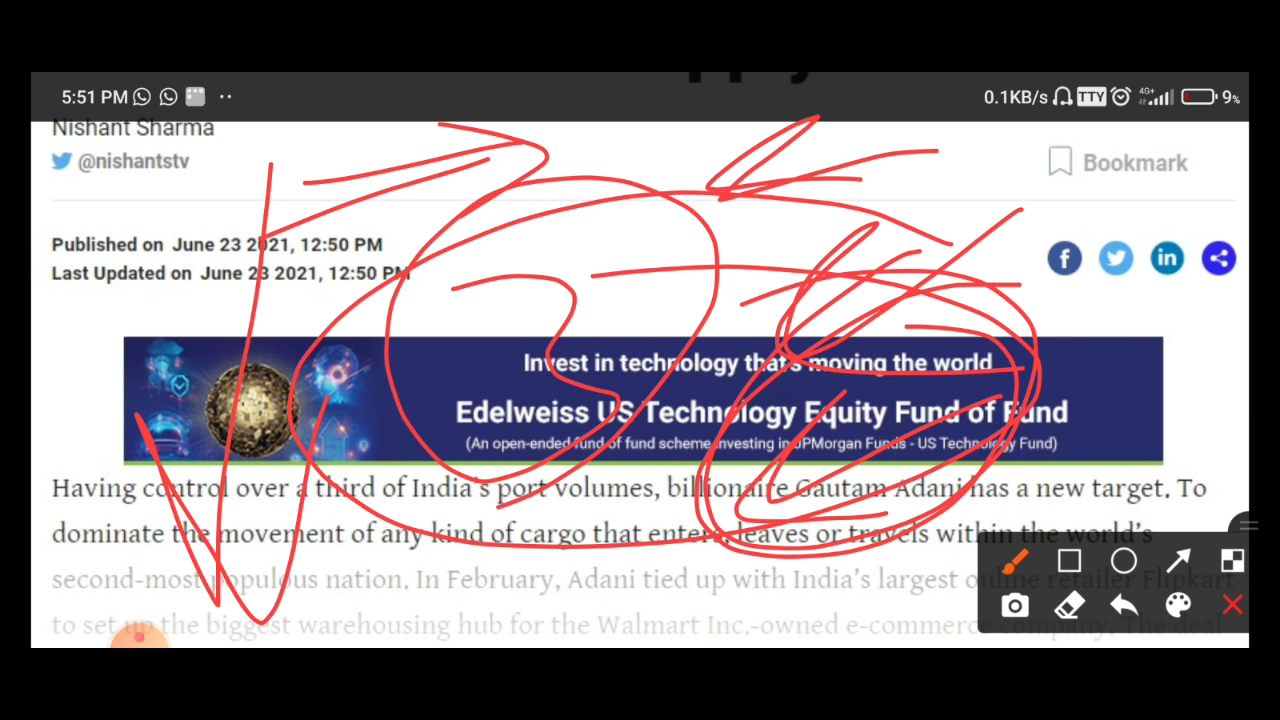 5:51 PM
0.1KB/s TTY 4G+ 9%
Nishant Sharma
@nishantstv
Bookmark
Published on June 23 2021, 12:50 PM
Last Updated on June 23 2021, 12:50 PM
Invest in technology that's moving the world
Edelweiss US Technology Equity Fund of Fund
(An open-ended fund of fund scheme investing in JPMorgan Funds - US Technology Fund)
Having control over a third of India's port volumes, billionaire Gautam Adani has a new target. To
dominate the movement of any kind of cargo that enters, leaves or travels within the world's
second-most populous nation. In February, Adani tied up with India's largest online retailer Flipkart
to set up the biggest warehousing hub for the Walmart Inc.-owned e-commerce company. The deal